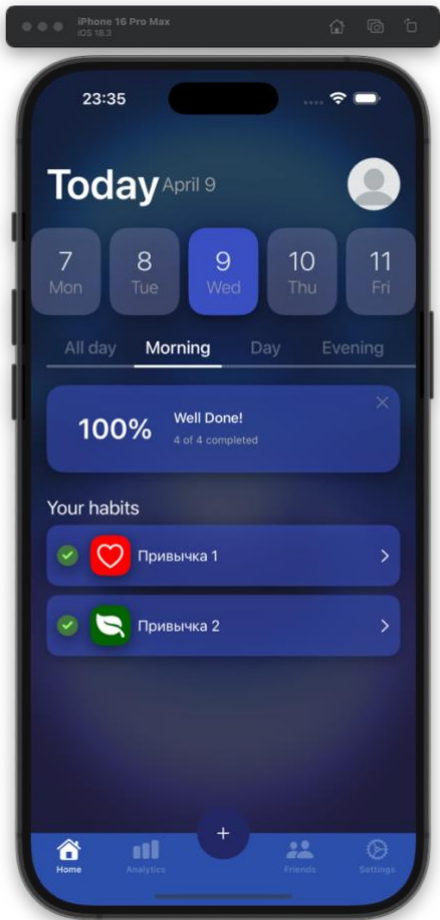 iPhone 16 Pro Max
iOS 18.3
23:35
Today April 9
7 8 9 10 11
Mon Tue Wed Thu Fri
All day Morning Day Evening
100%
Well Done!
4 of 4 completed
Your habits
Привычка 1
Привычка 2
+
Home Analytics Friends Settings